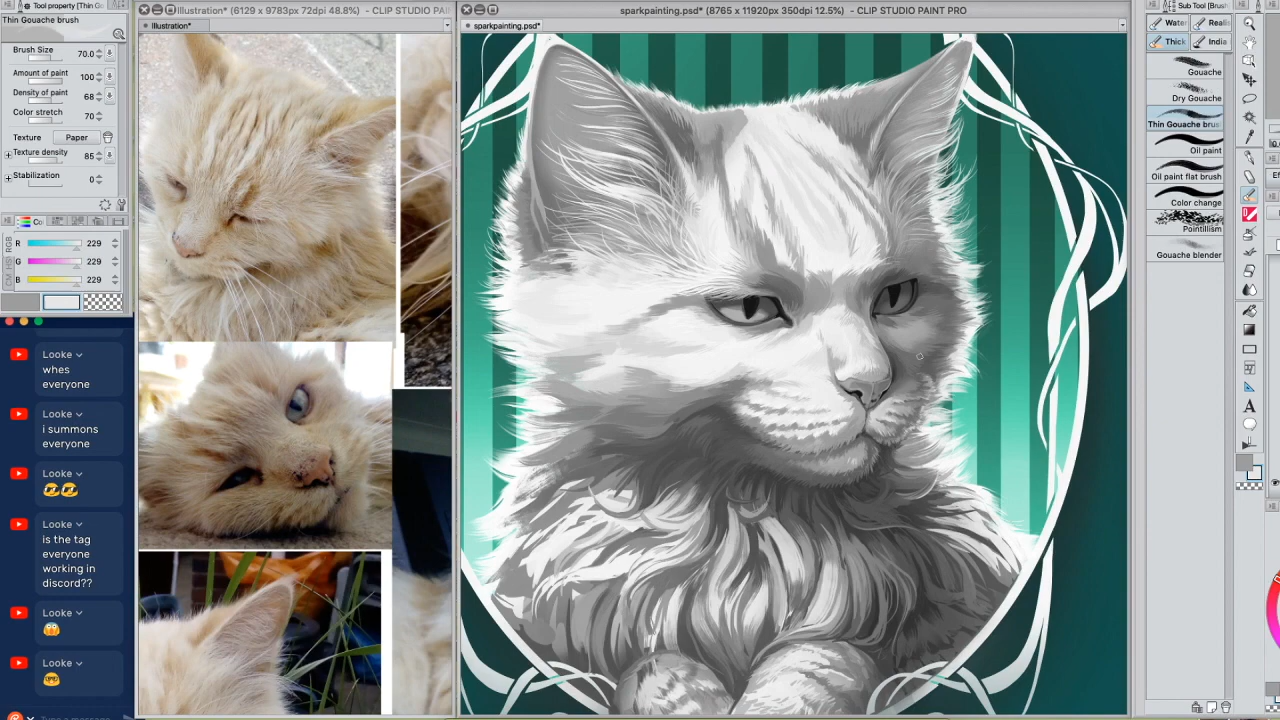 Tool property [Thin G
Thin Gouache brush
Brush Size 70.0
Amount of paint 100
Density of paint 68
Color stretch 70
Texture Paper
Texture density 85
Stabilization 0
Co
RGB
R 229
G 229
B 229
Looke
whes
everyone
Looke
i summons
everyone
Looke
Looke
is the tag
everyone
working in
discord??
Looke
Looke
Illustration* (6129 x 9783px 72dpi 48.8%) - CLIP STUDIO PAI
Illustration*
sparkpainting.psd* (8765 x 11920px 350dpi 12.5%) - CLIP STUDIO PAINT PRO
sparkpainting.psd*
Sub Tool [Brush
Water
Realis
Thick
India
Gouache
Dry Gouache
Thin Gouache brus
Oil paint
Oil paint flat brush
Color change
Pointillism
Gouache blender
A